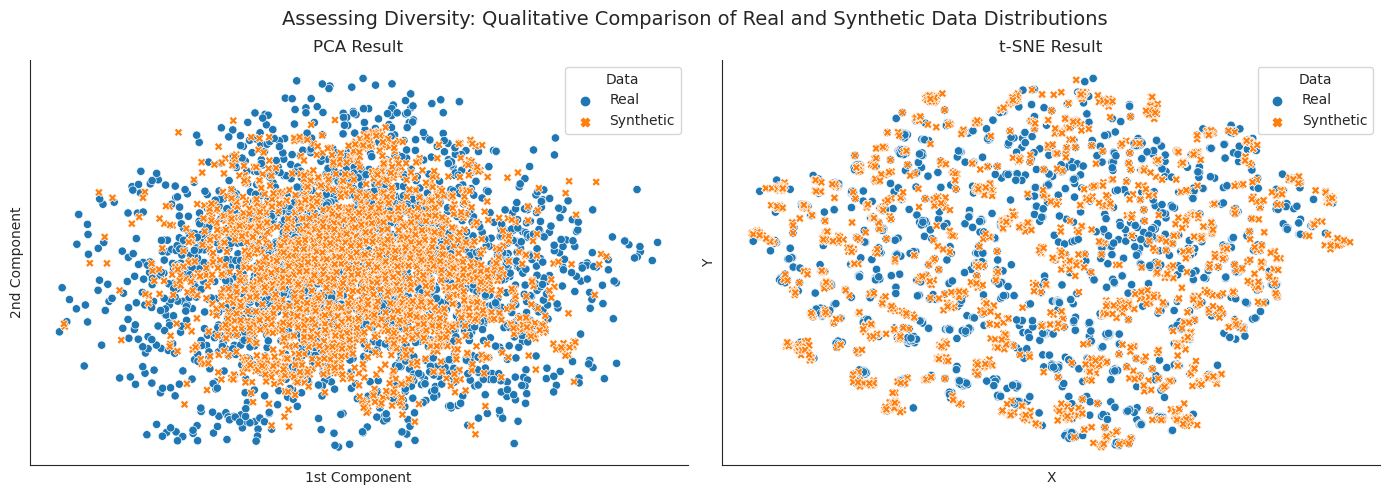 Assessing Diversity: Qualitative Comparison of Real and Synthetic Data Distributions
PCA Result
Data
Real
Synthetic
2nd Component
1st Component
t-SNE Result
Data
Real
Synthetic
Y
X